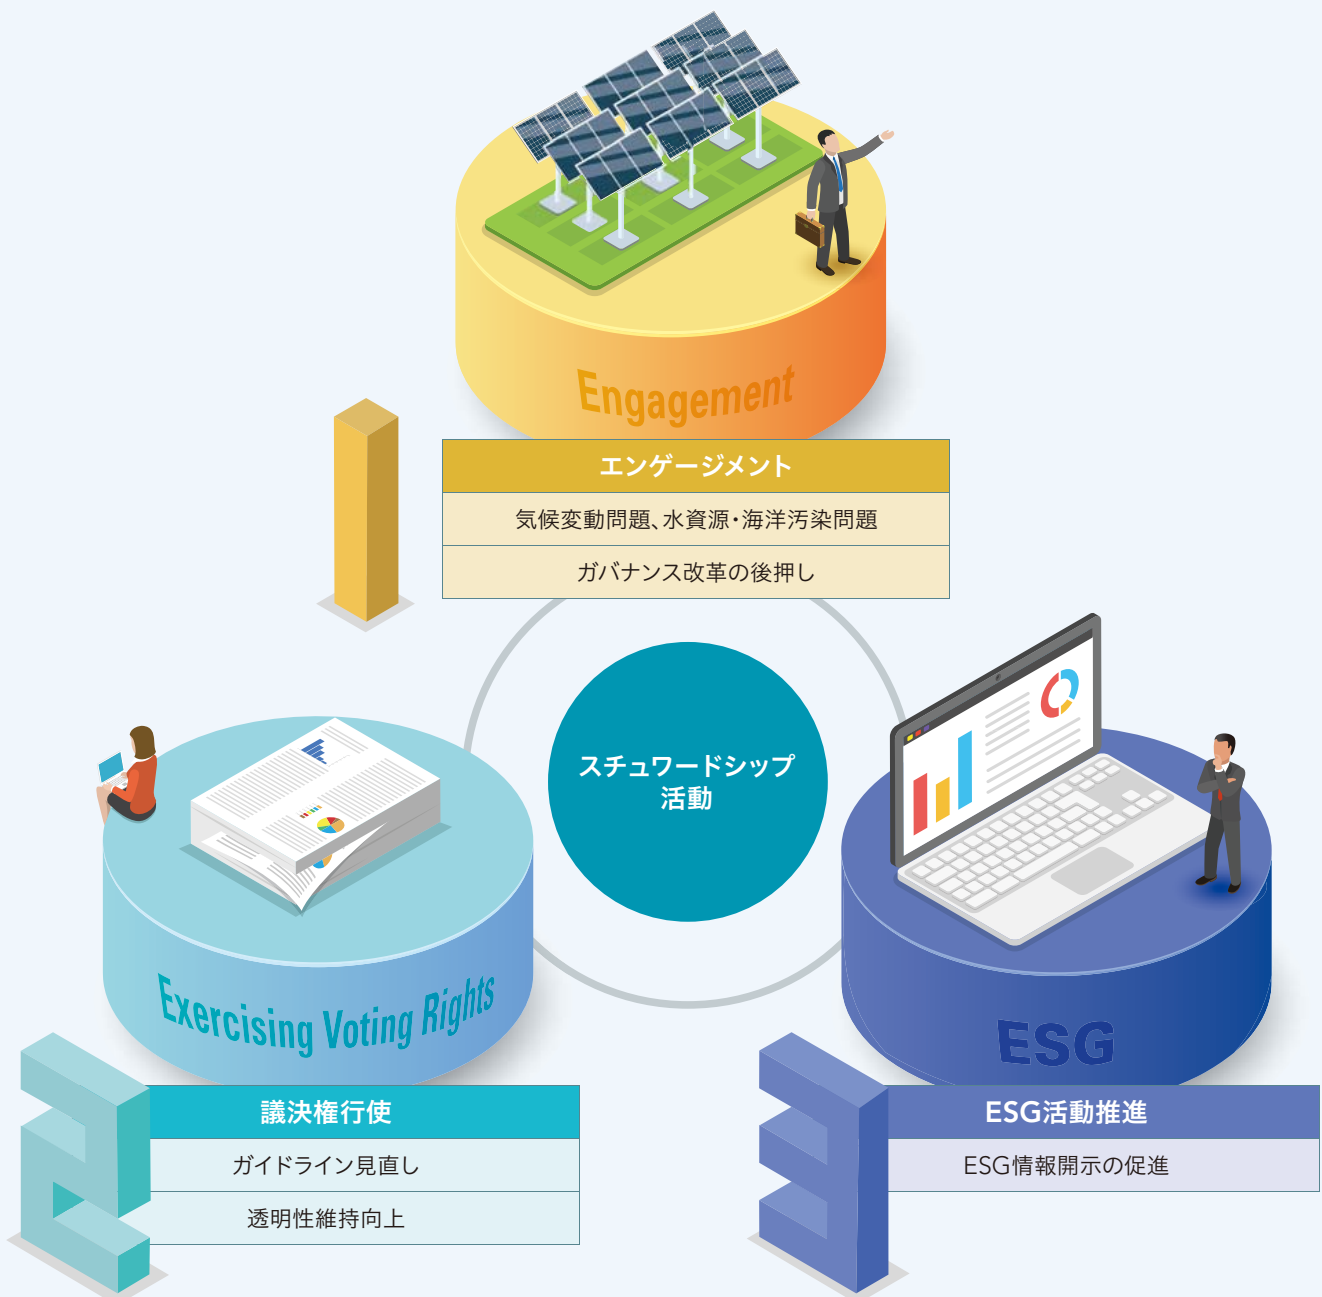 Engagement
1
エンゲージメント
気候変動問題、水資源・海洋汚染問題
ガバナンス改革の後押し
スチュワードシップ
活動
Exercising Voting Rights
2
議決権行使
ガイドライン見直し
透明性維持向上
ESG
3
ESG活動推進
ESG情報開示の促進